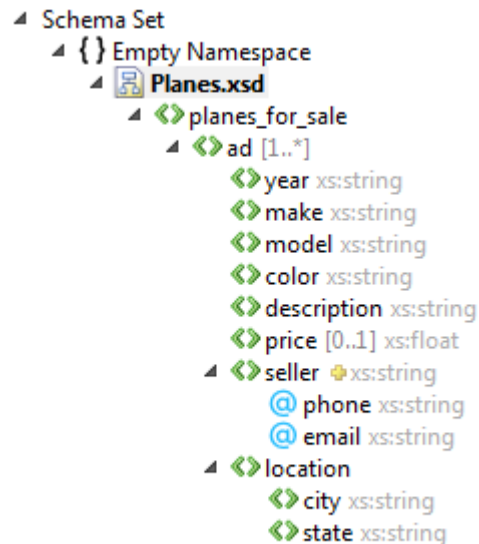 Schema Set
{ } Empty Namespace
Planes.xsd
planes_for_sale
ad [1..*]
year xs:string
make xs:string
model xs:string
color xs:string
description xs:string
price [0..1] xs:float
seller xs:string
@ phone xs:string
@ email xs:string
location
city xs:string
state xs:string